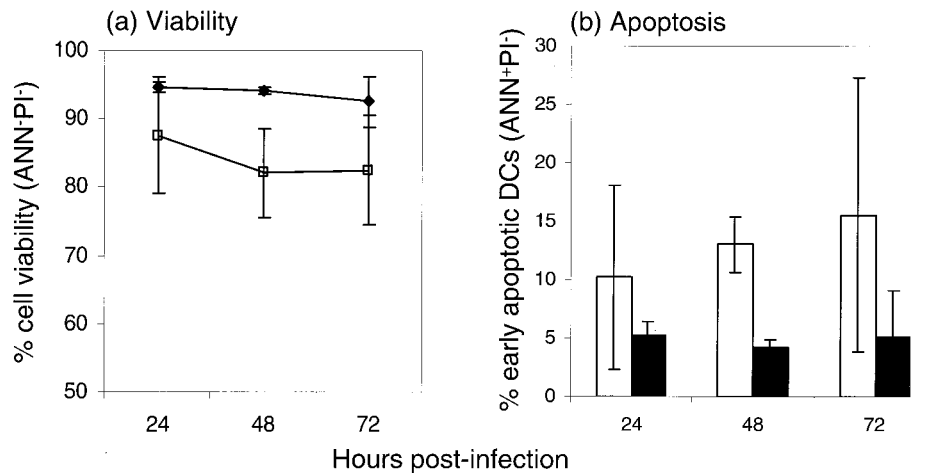 (a) Viability
% cell viability (ANN-PI-)
100
90
80
70
60
50
24 48 72
(b) Apoptosis
% early apoptotic DCs (ANN+PI-)
30
25
20
15
10
5
0
24 48 72
Hours post-infection